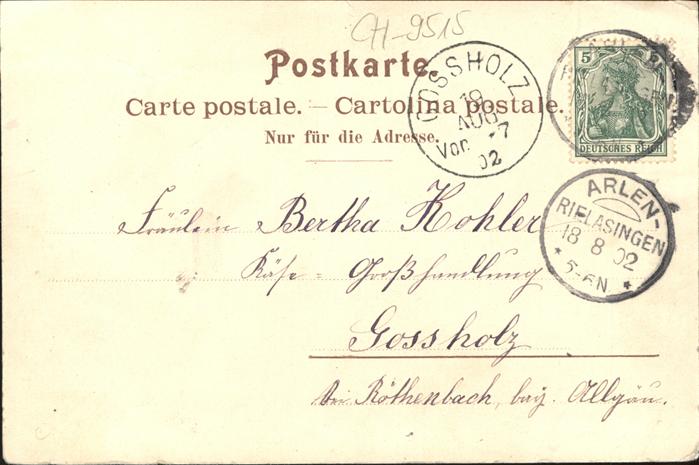 CH-9515
Postkarte.
Carte postale. — Cartolina postale.
Nur für die Adresse.
GOSSHOLZ
19
AUG
Vor. -7
02
5
DEUTSCHES REICH
ARLEN-
RIELASINGEN
18 8 02
* 5-6N *
Fräulein Bertha Kohler
Käse-Großhandlung
Gossholz
bei Röthenbach, bay. Allgäu.